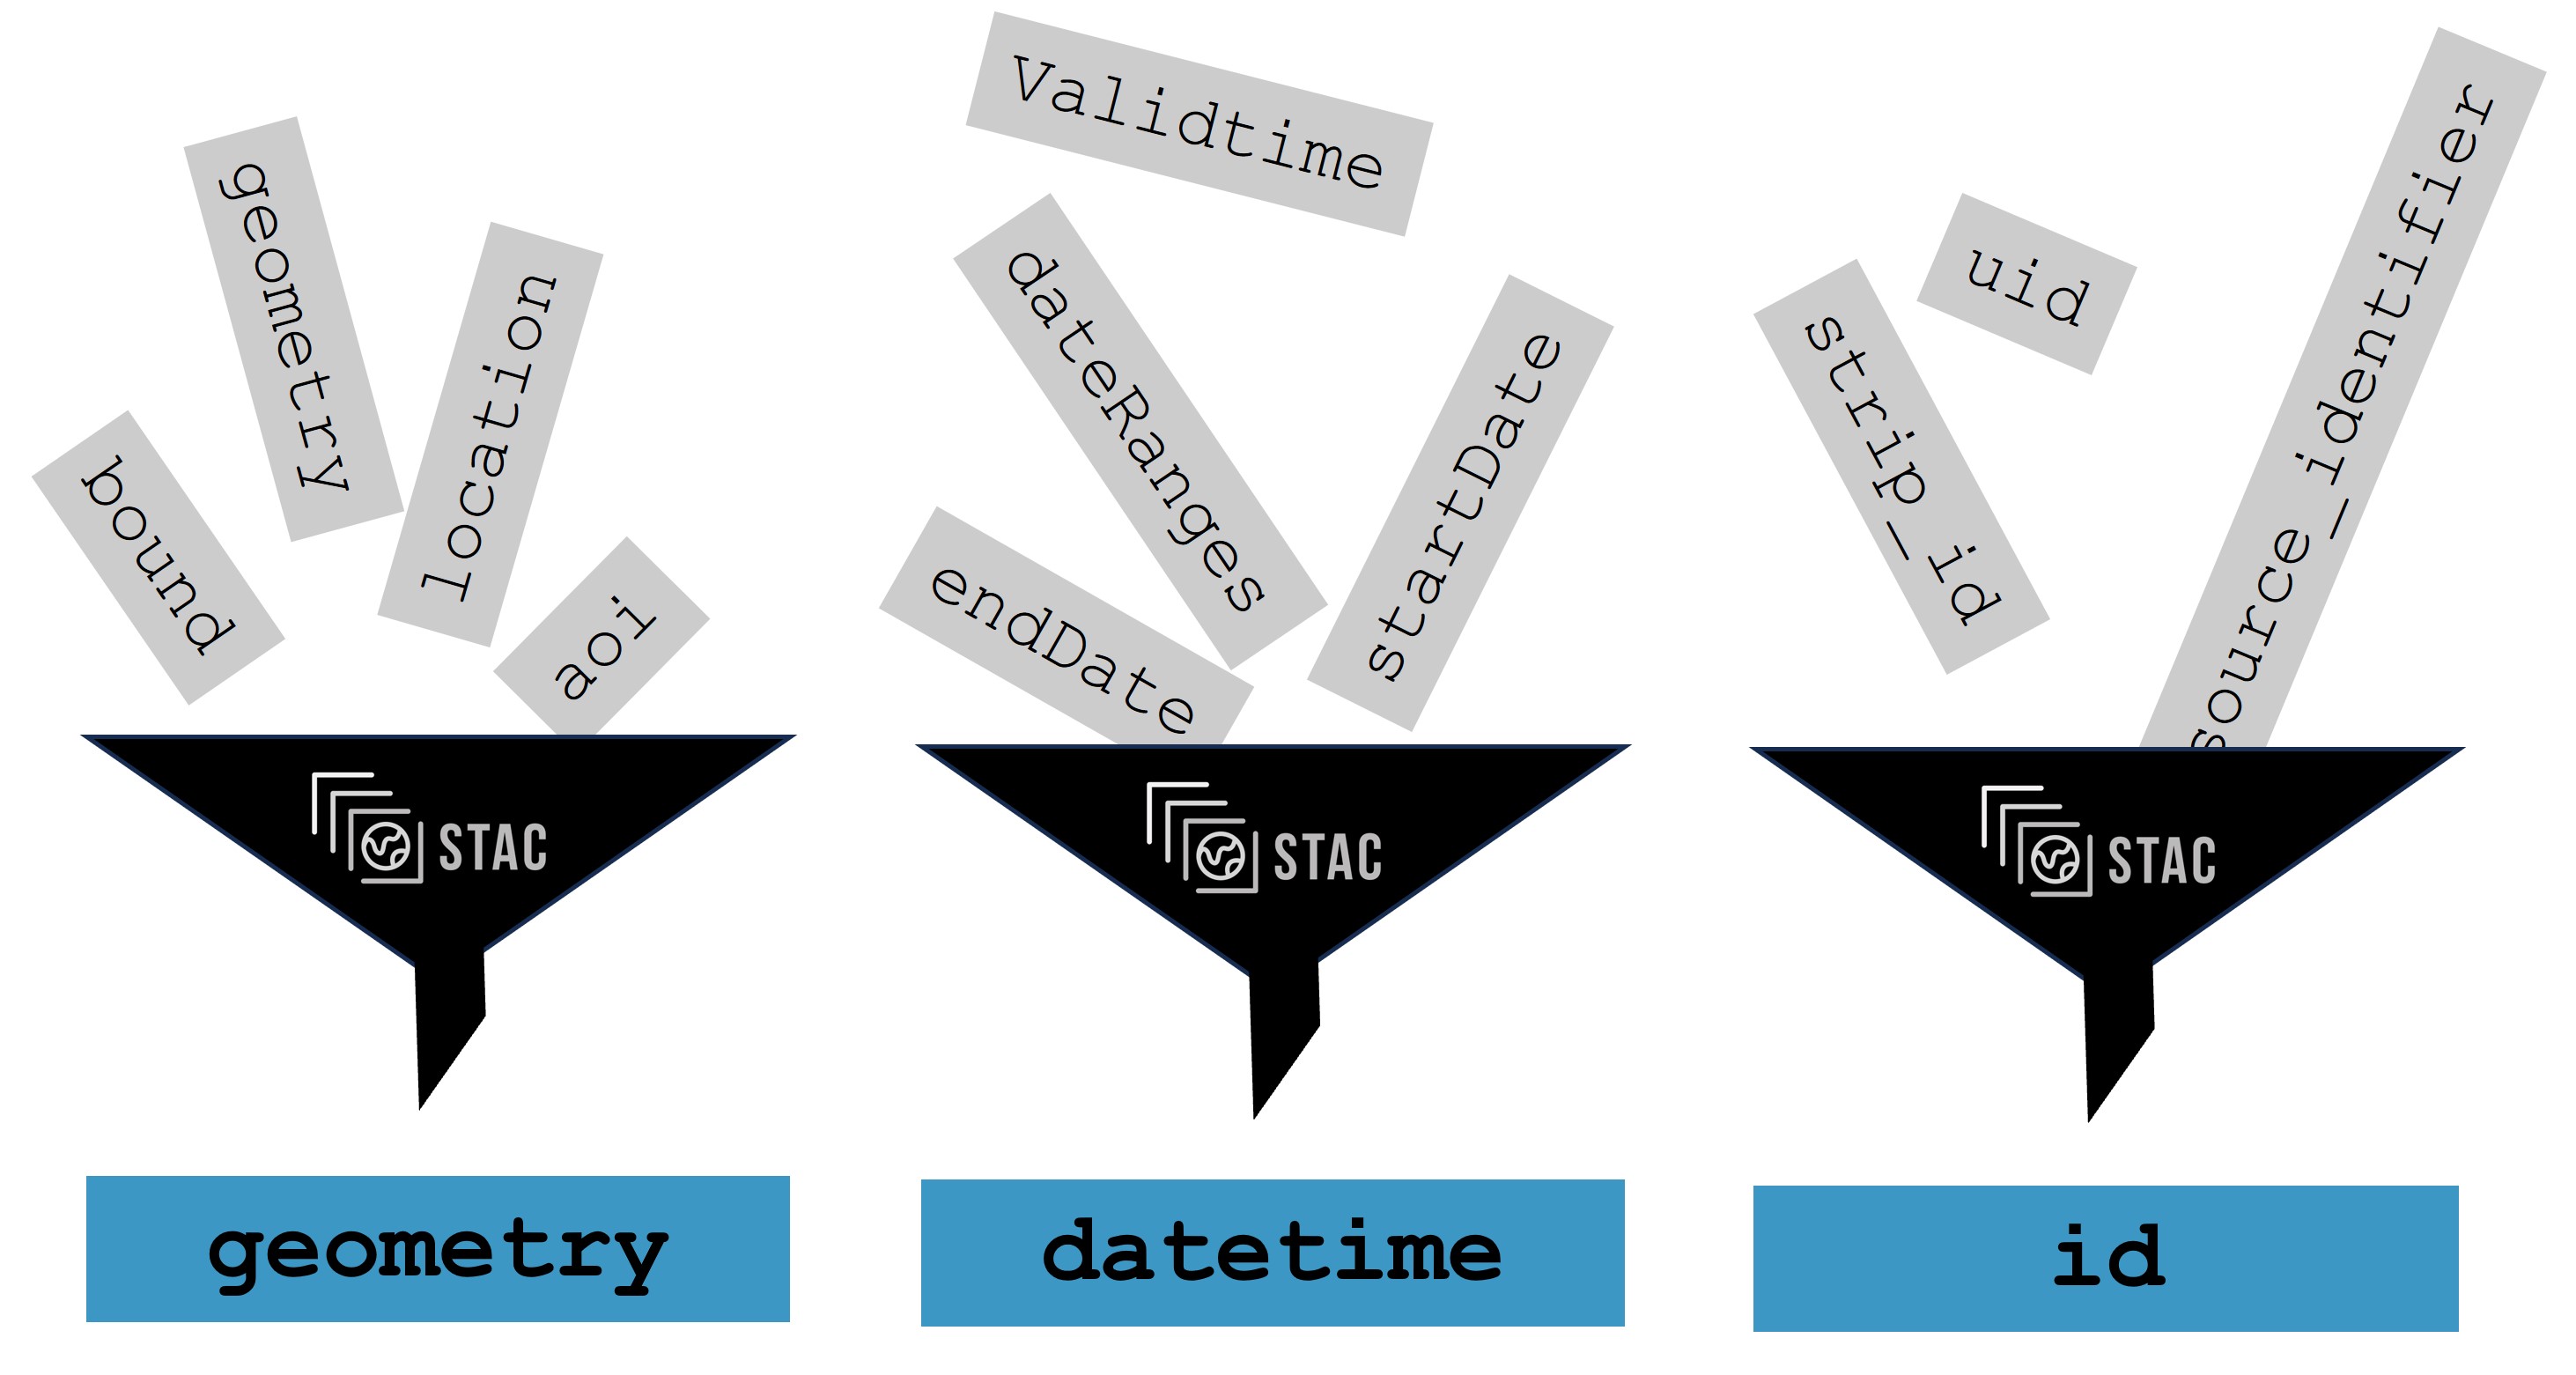 Validtime
geometry
location
bound
aoi
dateRanges
startDate
endDate
uid
strip_id
source_identifier
STAC
STAC
STAC
geometry
datetime
id